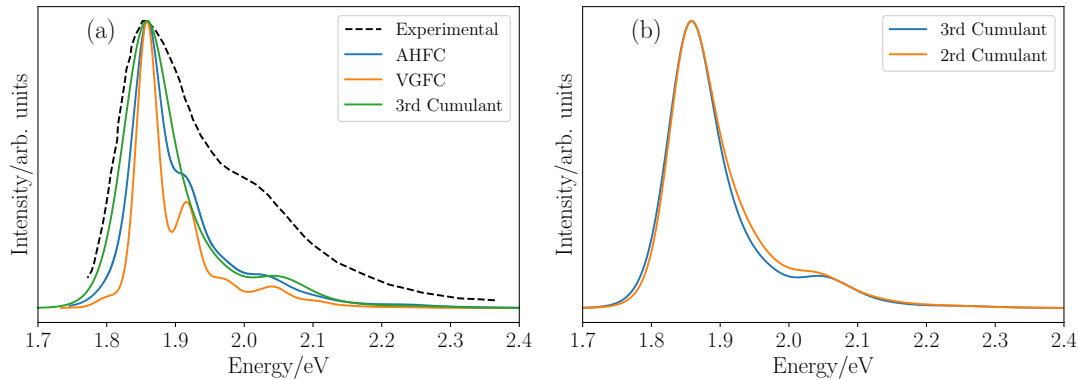 (a)
Experimental
AHFC
VGFC
3rd Cumulant
Intensity/arb. units
1.7 1.8 1.9 2.0 2.1 2.2 2.3 2.4
Energy/eV
(b)
3rd Cumulant
2rd Cumulant
Intensity/arb. units
1.7 1.8 1.9 2.0 2.1 2.2 2.3 2.4
Energy/eV